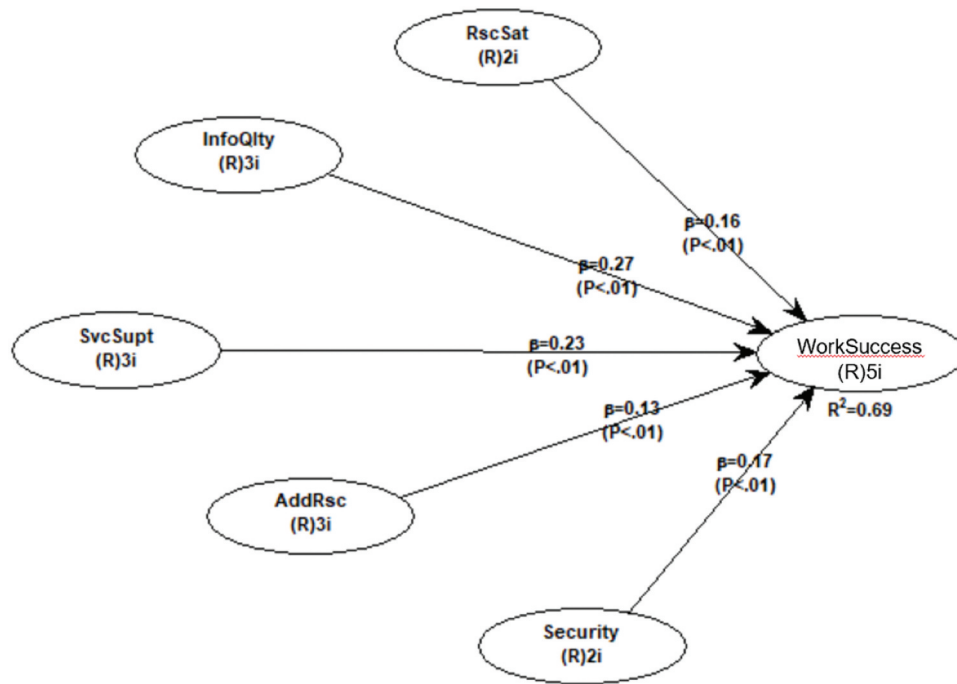 RscSat
(R)2i
InfoQlty
(R)3i
β=0.16
(P<.01)
β=0.27
(P<.01)
SvcSupt
(R)3i
β=0.23
(P<.01)
WorkSuccess
(R)5i
R²=0.69
β=0.13
(P<.01)
β=0.17
(P<.01)
AddRsc
(R)3i
Security
(R)2i